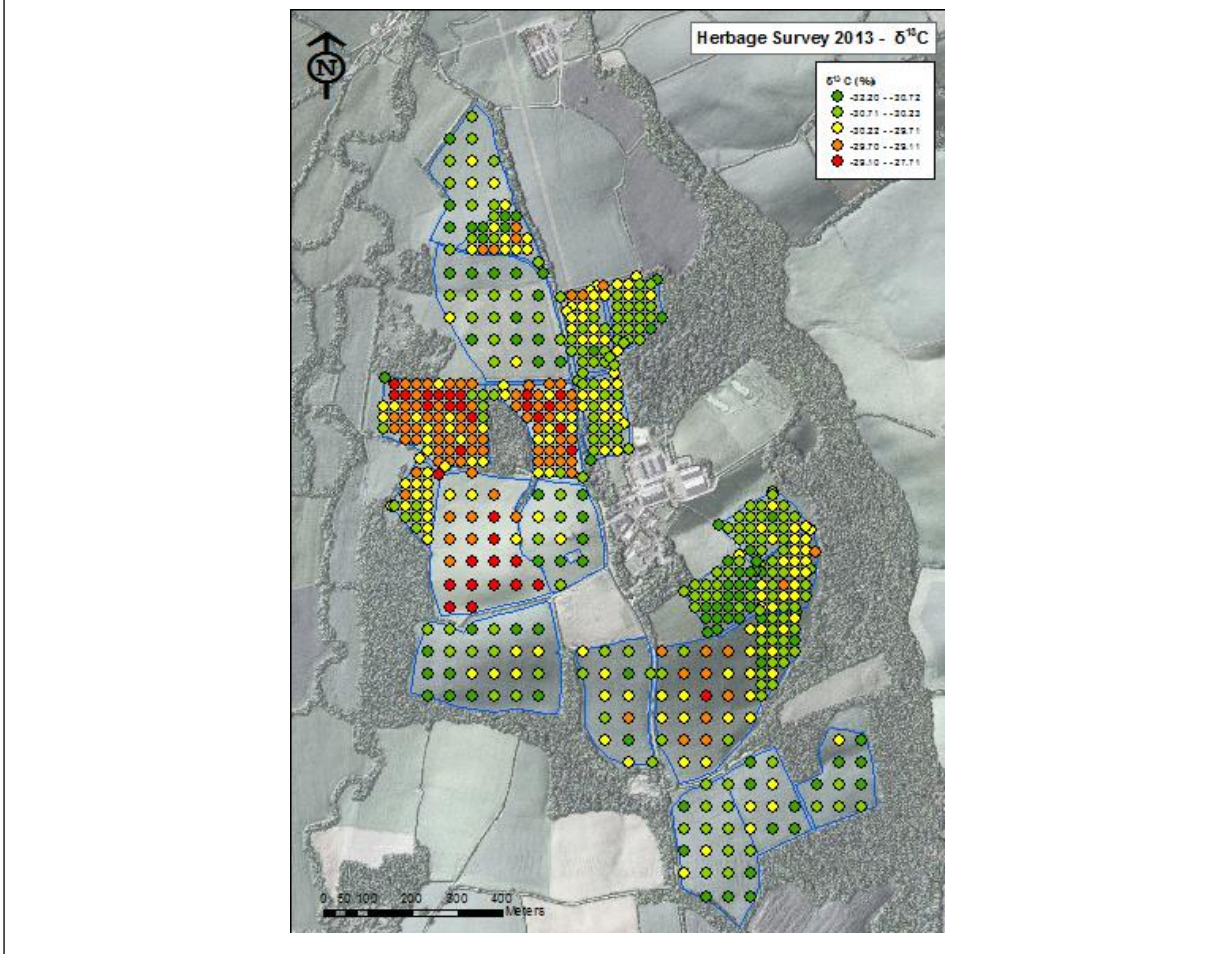 N
Herbage Survey 2013 - δ¹³C
δ¹³ C (‰)
-32.20 - -30.72
-30.71 - -30.23
-30.22 - -29.71
-29.70 - -29.11
-29.10 - -27.71
0 50 100 200 300 400
Meters